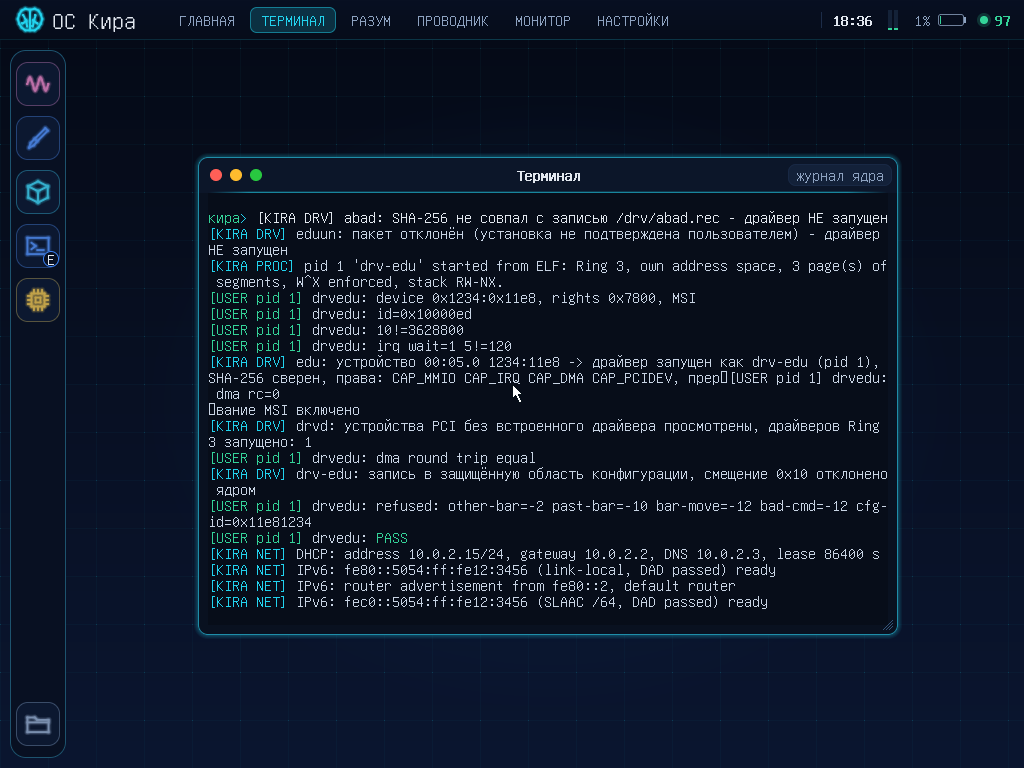 ОС Кира
ГЛАВНАЯ
ТЕРМИНАЛ
РАЗУМ
ПРОВОДНИК
МОНИТОР
НАСТРОЙКИ
18:36
1%
97
E
Терминал
журнал ядра
кира> [KIRA DRV] abad: SHA-256 не совпал с записью /drv/abad.rec - драйвер НЕ запущен
[KIRA DRV] eduun: пакет отклонён (установка не подтверждена пользователем) - драйвер
НЕ запущен
[KIRA PROC] pid 1 'drv-edu' started from ELF: Ring 3, own address space, 3 page(s) of
segments, W^X enforced, stack RW-NX.
[USER pid 1] drvedu: device 0x1234:0x11e8, rights 0x7800, MSI
[USER pid 1] drvedu: id=0x10000ed
[USER pid 1] drvedu: 10!=3628800
[USER pid 1] drvedu: irq wait=1 5!=120
[KIRA DRV] edu: устройство 00:05.0 1234:11e8 -> драйвер запущен как drv-edu (pid 1),
SHA-256 сверен, права: CAP_MMIO CAP_IRQ CAP_DMA CAP_PCIDEV, прер▯[USER pid 1] drvedu:
dma rc=0
▯вание MSI включено
[KIRA DRV] drvd: устройства PCI без встроенного драйвера просмотрены, драйверов Ring
3 запущено: 1
[USER pid 1] drvedu: dma round trip equal
[KIRA DRV] drv-edu: запись в защищённую область конфигурации, смещение 0x10 отклонено
ядром
[USER pid 1] drvedu: refused: other-bar=-2 past-bar=-10 bar-move=-12 bad-cmd=-12 cfg-
id=0x11e81234
[USER pid 1] drvedu: PASS
[KIRA NET] DHCP: address 10.0.2.15/24, gateway 10.0.2.2, DNS 10.0.2.3, lease 86400 s
[KIRA NET] IPv6: fe80::5054:ff:fe12:3456 (link-local, DAD passed) ready
[KIRA NET] IPv6: router advertisement from fe80::2, default router
[KIRA NET] IPv6: fec0::5054:ff:fe12:3456 (SLAAC /64, DAD passed) ready